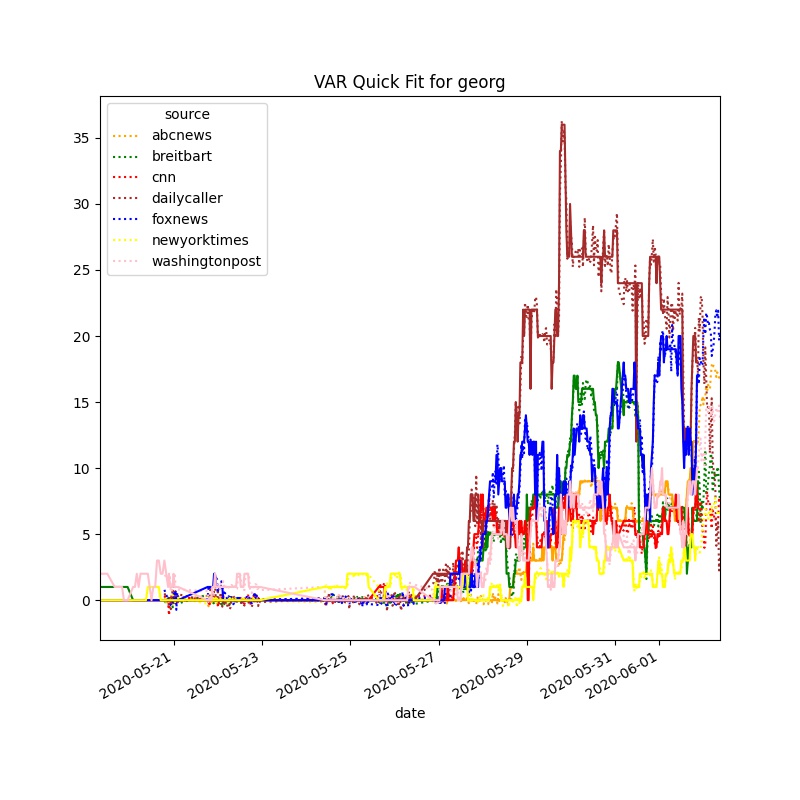 VAR Quick Fit for georg
source
abcnews
breitbart
cnn
dailycaller
foxnews
newyorktimes
washingtonpost
35
30
25
20
15
10
5
0
2020-05-21
2020-05-23
2020-05-25
2020-05-27
2020-05-29
2020-05-31
2020-06-01
date